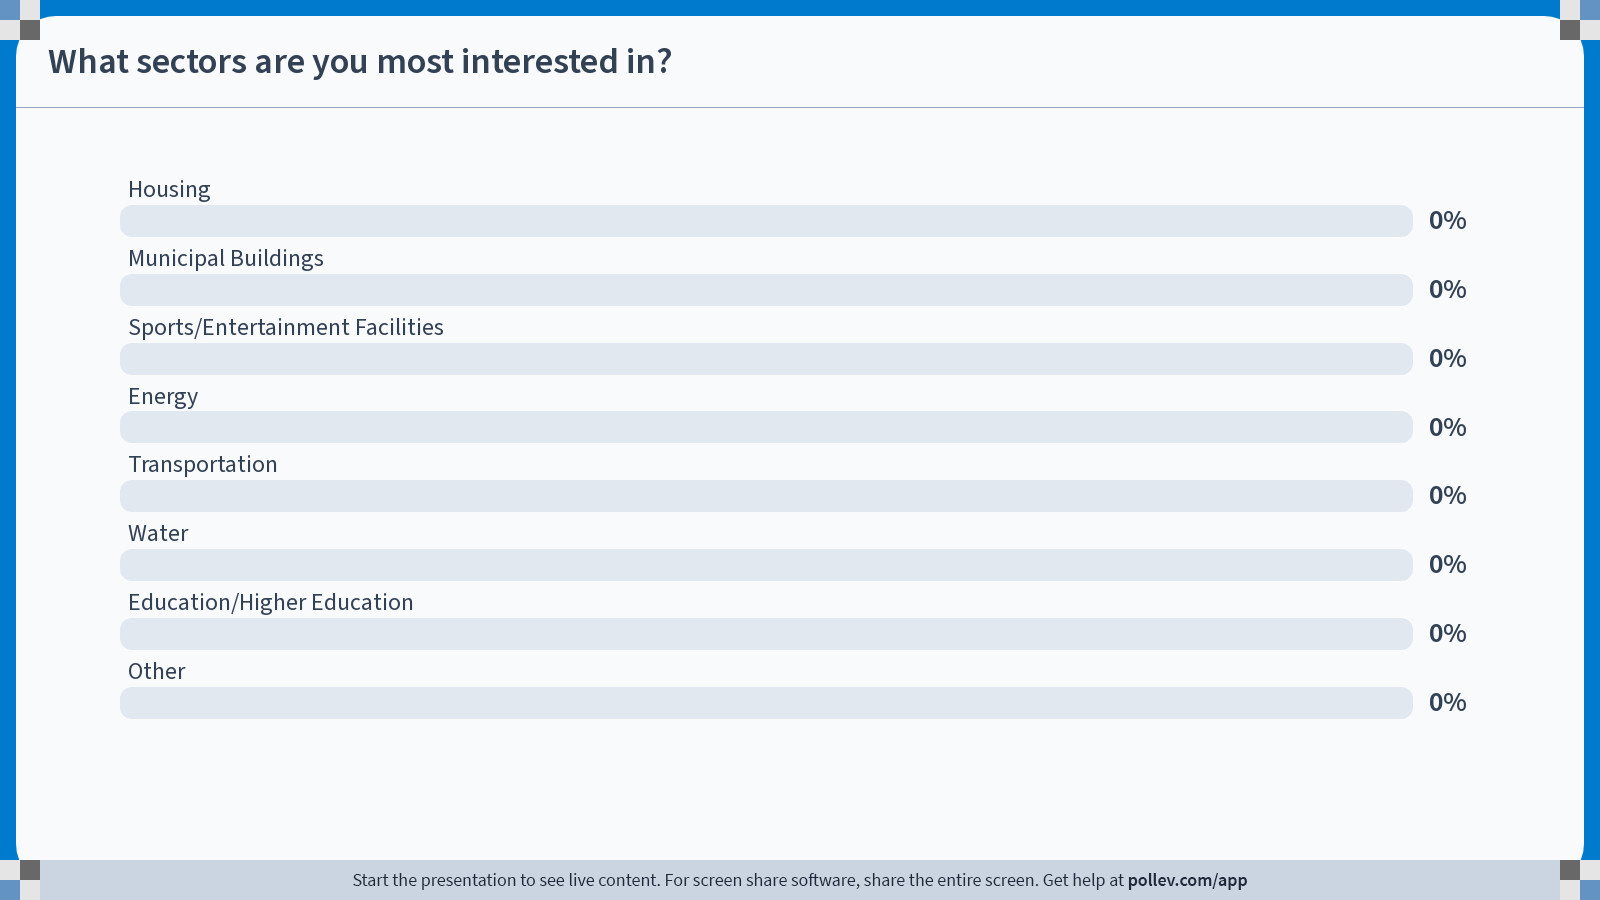 What sectors are you most interested in?
Housing
0%
Municipal Buildings
0%
Sports/Entertainment Facilities
0%
Energy
0%
Transportation
0%
Water
0%
Education/Higher Education
0%
Other
0%
Start the presentation to see live content. For screen share software, share the entire screen. Get help at pollev.com/app